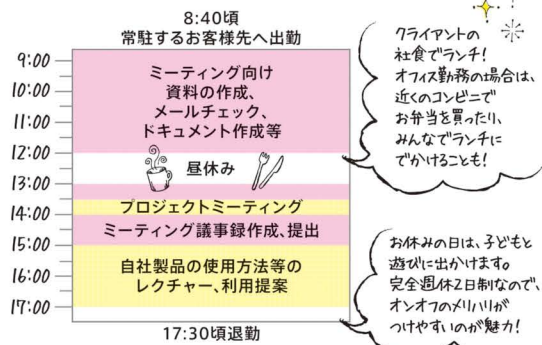 8:40頃
常駐するお客様先へ出勤
9:00
ミーティング向け
10:00
資料の作成、
メールチェック、
11:00
ドキュメント作成等
12:00
昼休み
13:00
プロジェクトミーティング
14:00
ミーティング議事録作成、提出
15:00
自社製品の使用方法等の
16:00
レクチャー、利用提案
17:00
17:30頃退勤
クライアントの
社食でランチ!
オフィス勤務の場合は、
近くのコンビニで
お弁当を買ったり、
みんなでランチに
でかけることも!
お休みの日は、子どもと
遊びに出かけます。
完全週休2日制なので、
オンオフのメリハリが
つけやすいのが魅力!